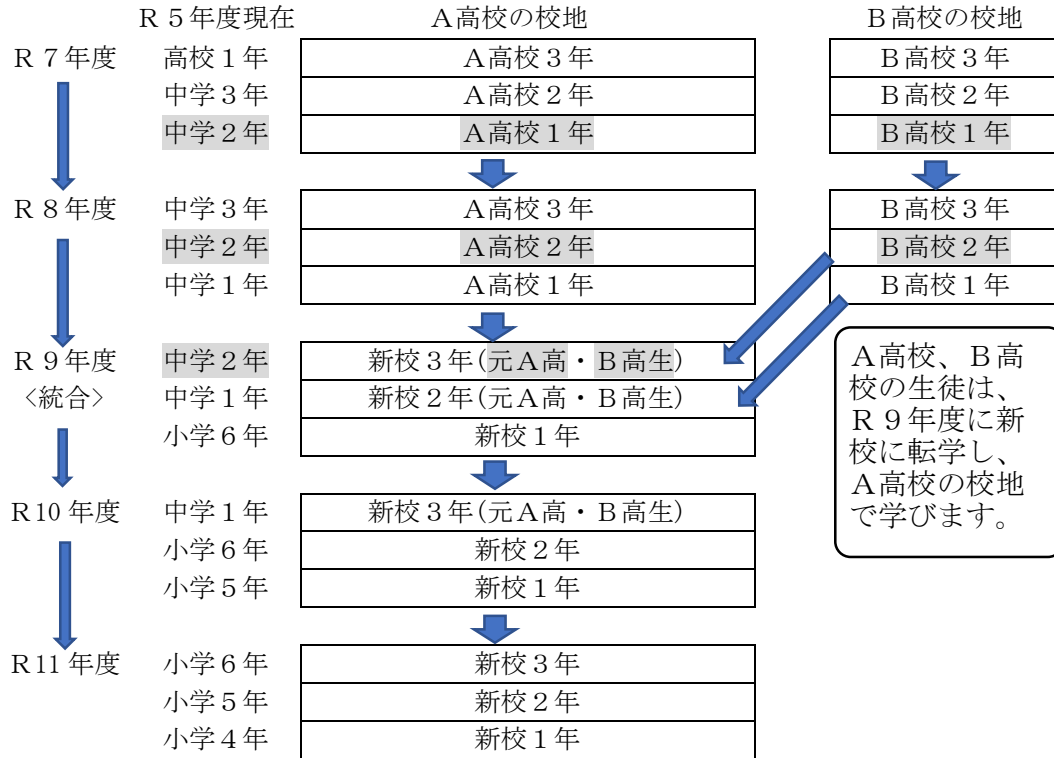 Ｒ５年度現在　Ａ高校の校地　Ｂ高校の校地
Ｒ７年度　高校１年　Ａ高校３年　Ｂ高校３年
中学３年　Ａ高校２年　Ｂ高校２年
中学２年　Ａ高校１年　Ｂ高校１年
Ｒ８年度　中学３年　Ａ高校３年　Ｂ高校３年
中学２年　Ａ高校２年　Ｂ高校２年
中学１年　Ａ高校１年　Ｂ高校１年
Ｒ９年度　中学２年　新校３年(元Ａ高・Ｂ高生)
〈統合〉　中学１年　新校２年(元Ａ高・Ｂ高生)
小学６年　新校１年
Ａ高校、Ｂ高
校の生徒は、
Ｒ９年度に新
校に転学し、
Ａ高校の校地
で学びます。
Ｒ10年度　中学１年　新校３年(元Ａ高・Ｂ高生)
小学６年　新校２年
小学５年　新校１年
Ｒ11年度　小学６年　新校３年
小学５年　新校２年
小学４年　新校１年